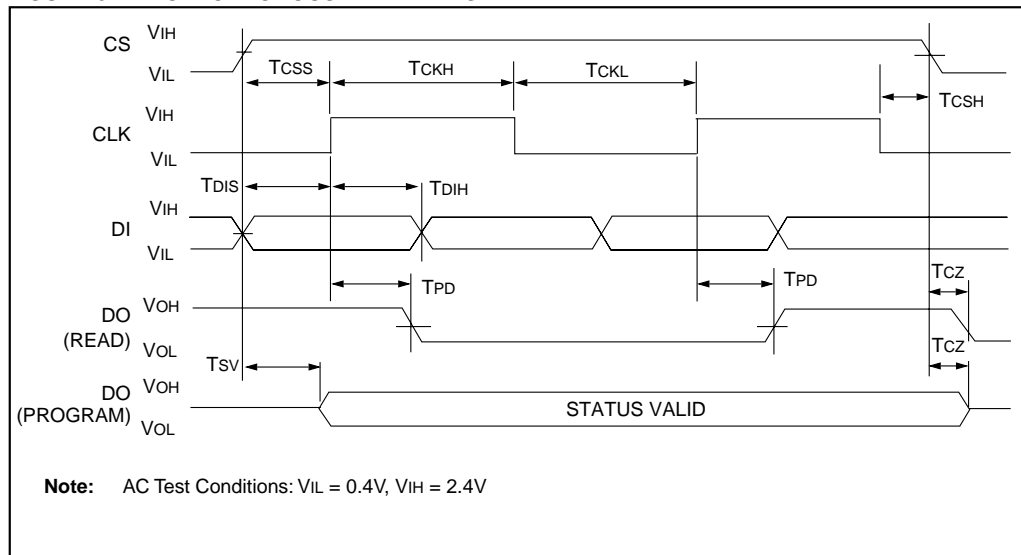 CS VIH
VIL
TCSS TCKH TCKL
TCSH
CLK VIH
VIL
TDIS TDIH
DI VIH
VIL
TPD TPD TCZ
DO (READ) VOH
VOL
TSV TCZ
DO (PROGRAM) VOH
VOL
STATUS VALID
Note: AC Test Conditions: VIL = 0.4V, VIH = 2.4V